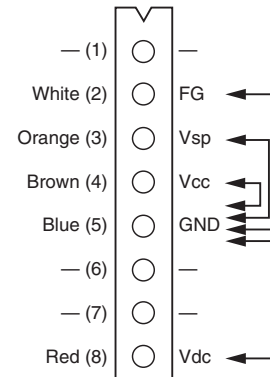 — (1) —
White (2) FG
Orange (3) Vsp
Brown (4) Vcc
Blue (5) GND
— (6) —
— (7) —
Red (8) Vdc